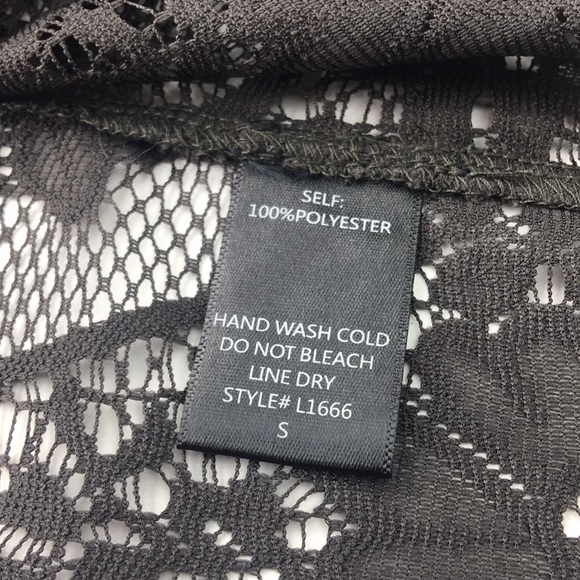 SELF:
100%POLYESTER
HAND WASH COLD
DO NOT BLEACH
LINE DRY
STYLE# L1666
S